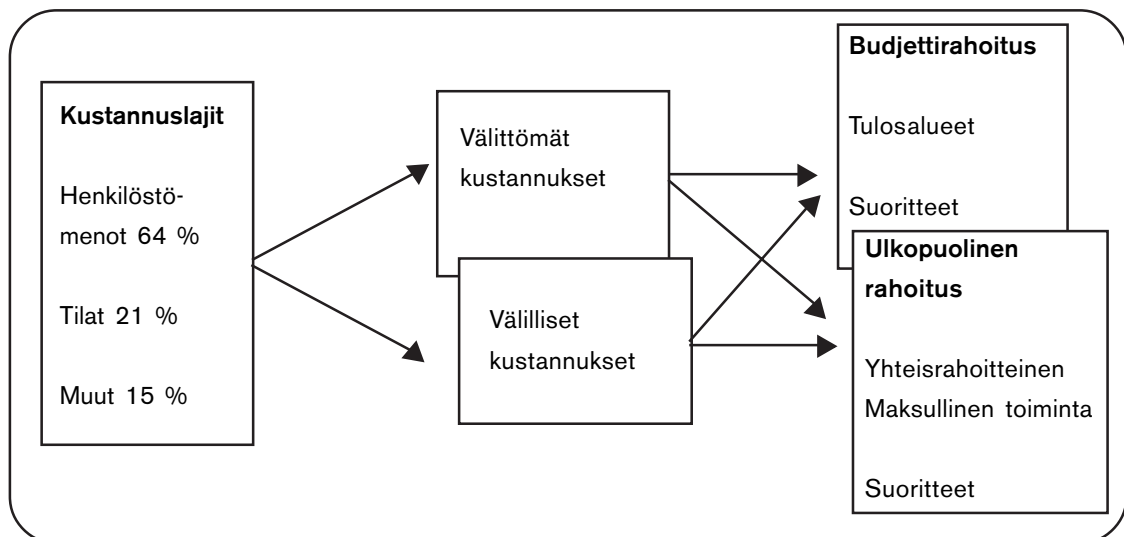 Kustannuslajit
Henkilöstö-
menot 64 %
Tilat 21 %
Muut 15 %
Välittömät
kustannukset
Välilliset
kustannukset
Budjettirahoitus
Tulosalueet
Suoritteet
Ulkopuolinen
rahoitus
Yhteisrahoitteinen
Maksullinen toiminta
Suoritteet